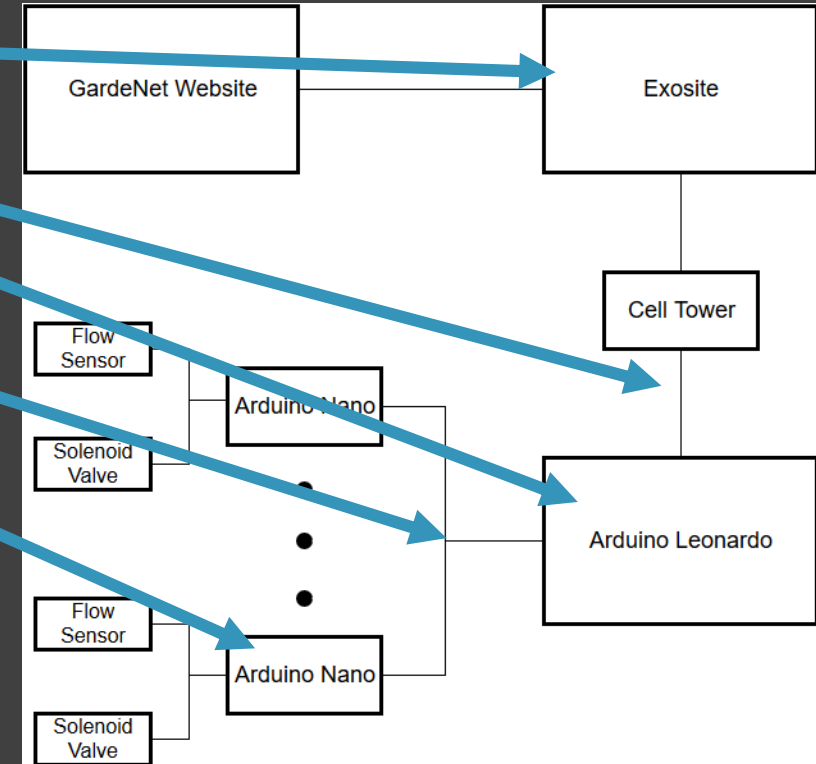 GardeNet Website
Exosite
Cell Tower
Flow
Sensor
Arduino Nano
Solenoid
Valve
Arduino Leonardo
Flow
Sensor
Arduino Nano
Solenoid
Valve